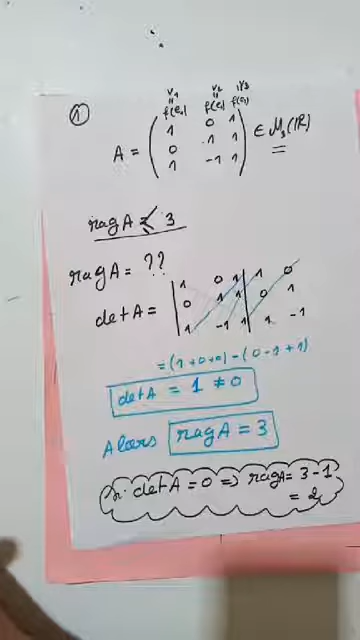 ①
V1 V2 V3
f(e1) f(e2) f(e3)
1 0 1
A = 0 1 1 ∈ M3(IR)
1 -1 1
rag A ≤ 3
rag A = ??
1 0 1 1 0
det A = 0 1 1 0 1
1 -1 1 1 -1
= (1+0+0) - (0-1+1)
det A = 1 ≠ 0
Alors rag A = 3
det A = 0 => rag A = 3-1
= 2